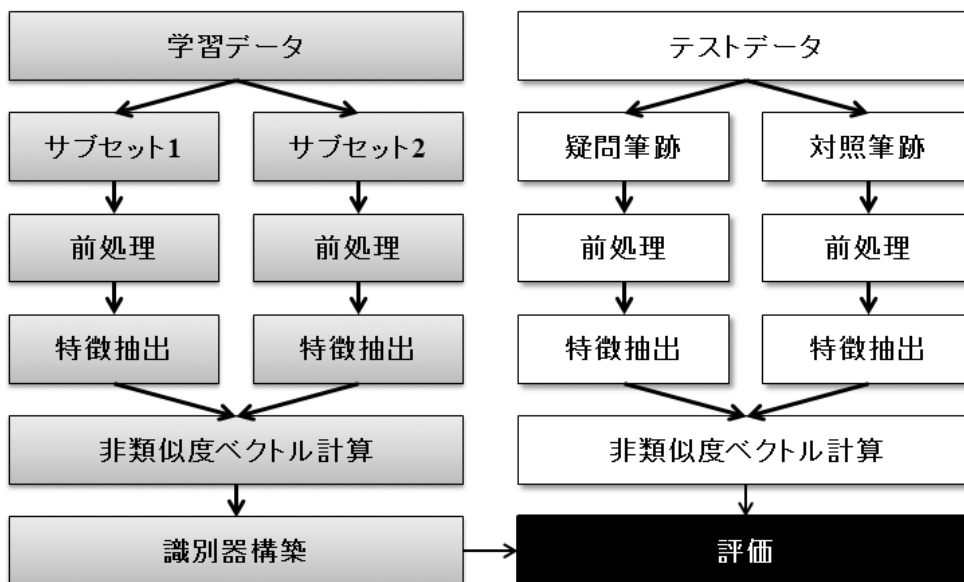 学習データ
サブセット1
サブセット2
前処理
前処理
特徴抽出
特徴抽出
非類似度ベクトル計算
識別器構築
テストデータ
疑問筆跡
対照筆跡
前処理
前処理
特徴抽出
特徴抽出
非類似度ベクトル計算
評価